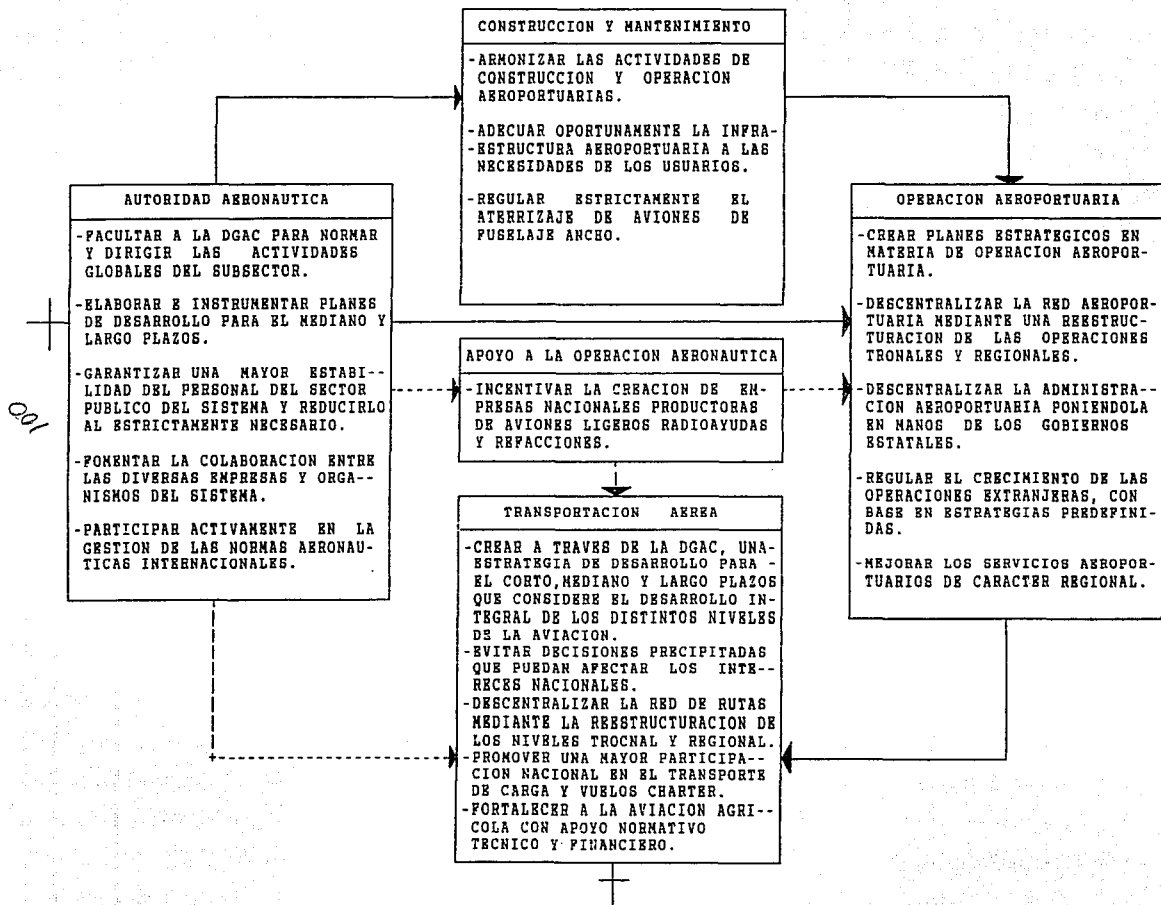 CONSTRUCCION Y MANTENIMIENTO
-ARMONIZAR LAS ACTIVIDADES DE
CONSTRUCCION Y OPERACION
AEROPORTUARIAS.
-ADECUAR OPORTUNAMENTE LA INFRA-
-ESTRUCTURA AEROPORTUARIA A LAS
NECESIDADES DE LOS USUARIOS.
-REGULAR ESTRICTAMENTE EL
ATERRIZAJE DE AVIONES DE
FUSELAJE ANCHO.
AUTORIDAD AERONAUTICA
-FACULTAR A LA DGAC PARA NORMAR
Y DIRIGIR LAS ACTIVIDADES
GLOBALES DEL SUBSECTOR.
-ELABORAR E INSTRUMENTAR PLANES
DE DESARROLLO PARA EL MEDIANO Y
LARGO PLAZOS.
-GARANTIZAR UNA MAYOR ESTABI--
LIDAD DEL PERSONAL DEL SECTOR
PUBLICO DEL SISTEMA Y REDUCIRLO
AL ESTRICTAMENTE NECESARIO.
-FOMENTAR LA COLABORACION ENTRE
LAS DIVERSAS EMPRESAS Y ORGA--
NISMOS DEL SISTEMA.
-PARTICIPAR ACTIVAMENTE EN LA
GESTION DE LAS NORMAS AERONAU-
TICAS INTERNACIONALES.
100
APOYO A LA OPERACION AERONAUTICA
-INCENTIVAR LA CREACION DE EM-
PRESAS NACIONALES PRODUCTORAS
DE AVIONES LIGEROS RADIOAYUDAS
Y REFACCIONES.
TRANSPORTACION AEREA
-CREAR A TRAVES DE LA DGAC, UNA-
ESTRATEGIA DE DESARROLLO PARA -
EL CORTO, MEDIANO Y LARGO PLAZOS
QUE CONSIDERE EL DESARROLLO IN-
TEGRAL DE LOS DISTINTOS NIVELES
DE LA AVIACION.
-EVITAR DECISIONES PRECIPITADAS
QUE PUEDAN AFECTAR LOS INTE--
RECES NACIONALES.
-DESCENTRALIZAR LA RED DE RUTAS
MEDIANTE LA REESTRUCTURACION DE
LOS NIVELES TROCNAL Y REGIONAL.
-PROMOVER UNA MAYOR PARTICIPA--
CION NACIONAL EN EL TRANSPORTE
DE CARGA Y VUELOS CHARTER.
-FORTALECER A LA AVIACION AGRI--
COLA CON APOYO NORMATIVO
TECNICO Y FINANCIERO.
OPERACION AEROPORTUARIA
-CREAR PLANES ESTRATEGICOS EN
MATERIA DE OPERACION AEROPOR-
TUARIA.
-DESCENTRALIZAR LA RED AEROPOR-
TUARIA MEDIANTE UNA REESTRUC-
TURACION DE LAS OPERACIONES
TRONALES Y REGIONALES.
-DESCENTRALIZAR LA ADMINISTRA--
CION AEROPORTUARIA PONIENDOLA
EN MANOS DE LOS GOBIERNOS
ESTATALES.
-REGULAR EL CRECIMIENTO DE LAS
OPERACIONES EXTRANJERAS, CON
BASE EN ESTRATEGIAS PREDEFINI-
DAS.
-MEJORAR LOS SERVICIOS AEROPOR-
TUARIOS DE CARACTER REGIONAL.